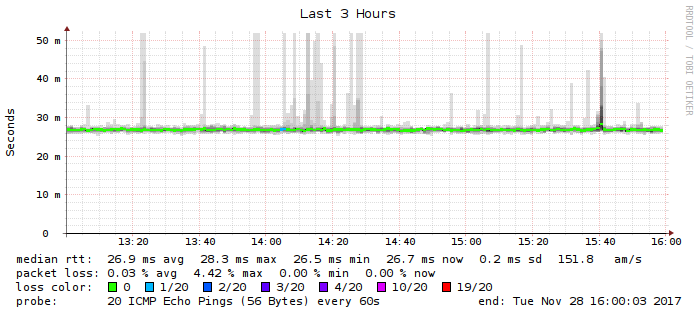 Last 3 Hours
RRDTOOL / TOBI OETIKER
Seconds
50 m
40 m
30 m
20 m
10 m
0
13:20 13:40 14:00 14:20 14:40 15:00 15:20 15:40 16:00
median rtt: 26.9 ms avg 28.3 ms max 26.5 ms min 26.7 ms now 0.2 ms sd 151.8 am/s
packet loss: 0.03 % avg 4.42 % max 0.00 % min 0.00 % now
loss color: 0 1/20 2/20 3/20 4/20 10/20 19/20
probe: 20 ICMP Echo Pings (56 Bytes) every 60s end: Tue Nov 28 16:00:03 2017